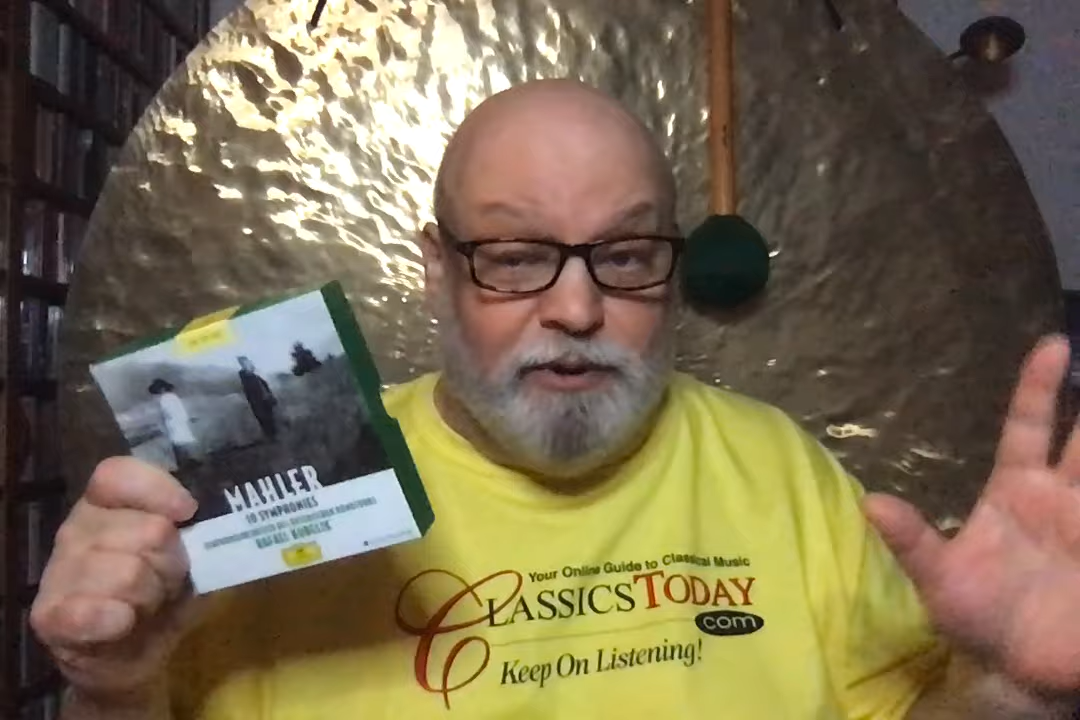 MAHLER
10 SYMPHONIES
RAFAEL KUBELIK
Your Online Guide to Classical Music
CLASSICSTODAY
com
Keep On Listening!